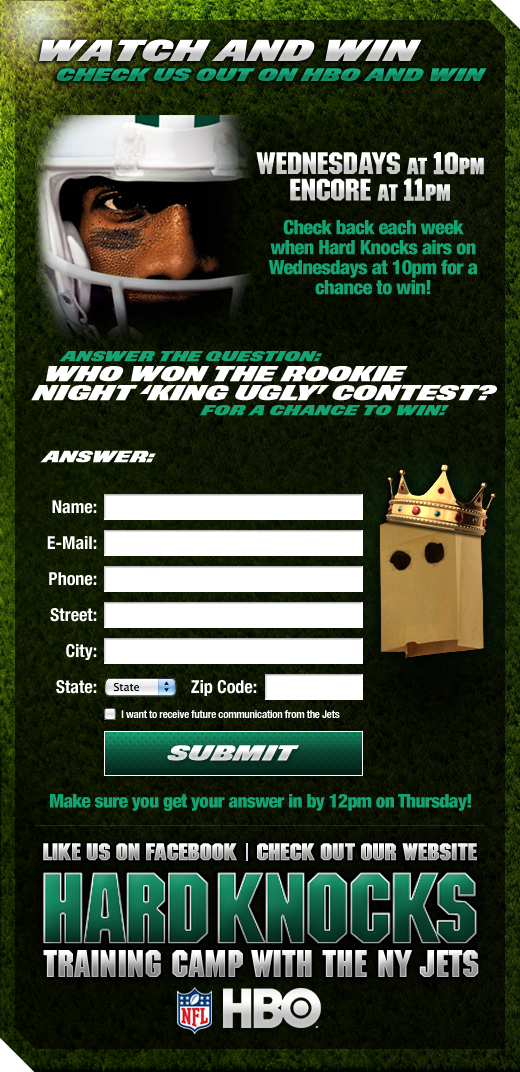 WATCH AND WIN
CHECK US OUT ON HBO AND WIN
WEDNESDAYS AT 10PM
ENCORE AT 11PM
Check back each week
when Hard Knocks airs on
Wednesdays at 10pm for a
chance to win!
ANSWER THE QUESTION:
WHO WON THE ROOKIE
NIGHT ‘KING UGLY’ CONTEST?
FOR A CHANCE TO WIN!
ANSWER:
Name:
E-Mail:
Phone:
Street:
City:
State: State Zip Code:
I want to receive future communication from the Jets
SUBMIT
Make sure you get your answer in by 12pm on Thursday!
LIKE US ON FACEBOOK | CHECK OUT OUR WEBSITE
HARD KNOCKS
TRAINING CAMP WITH THE NY JETS
NFL HBO